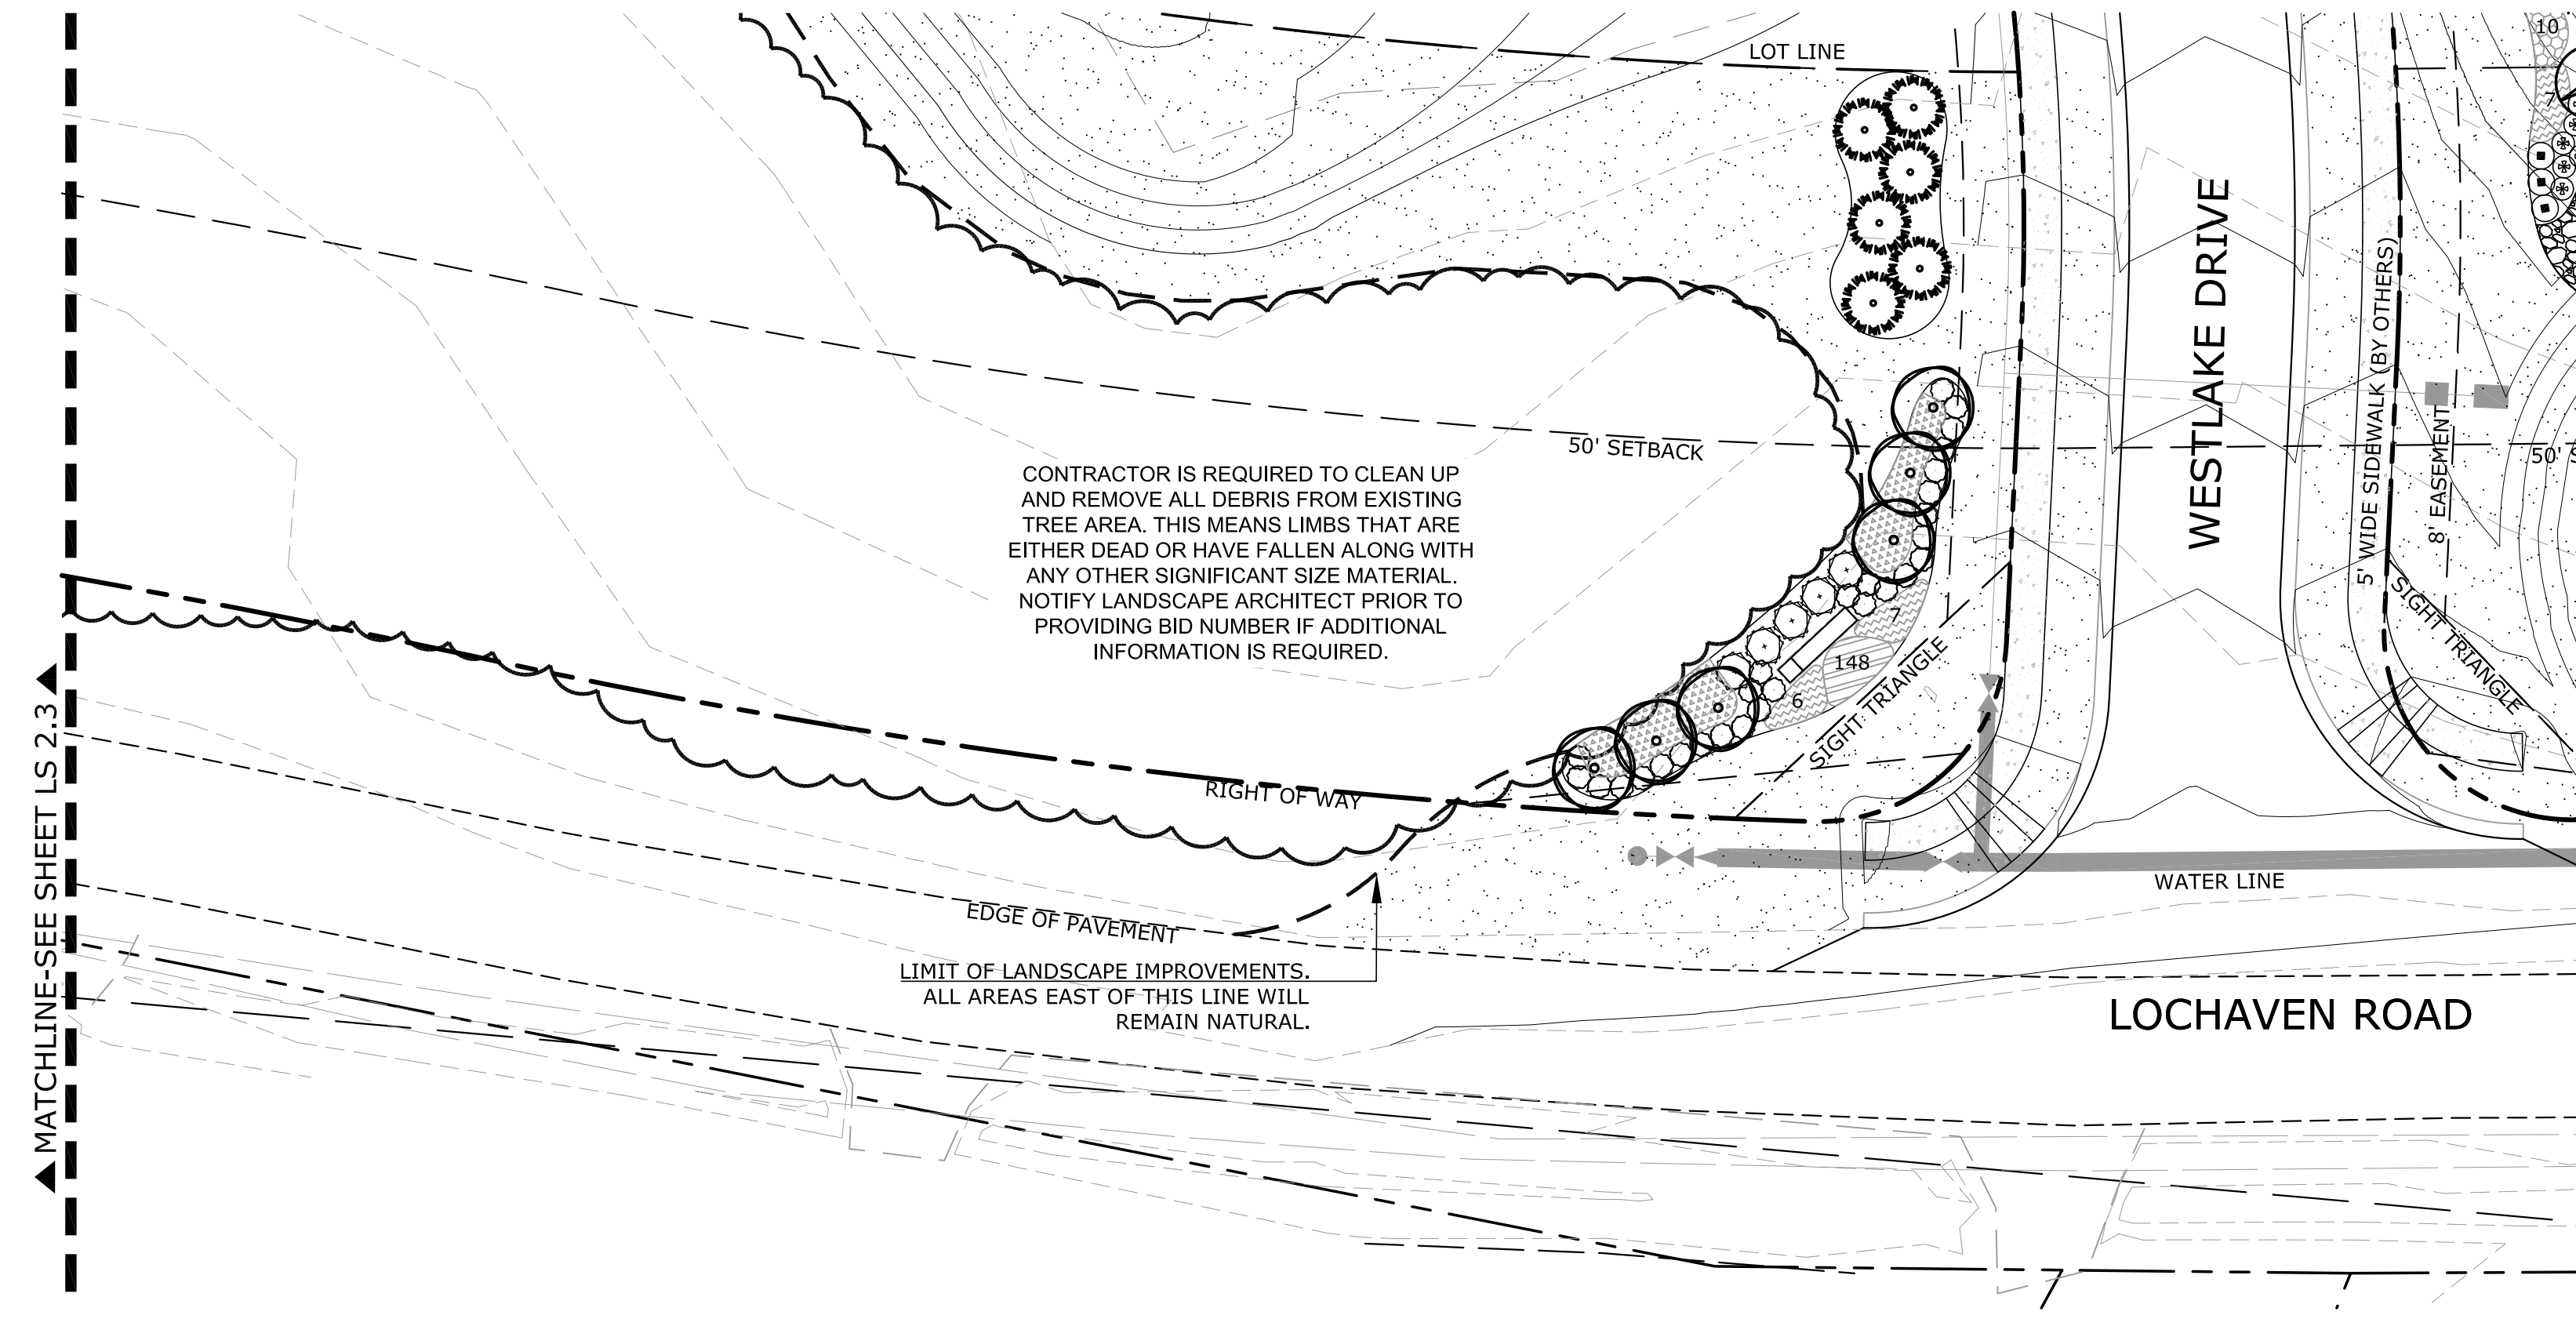 10
LOT LINE
7
WESTLAKE DRIVE
5' WIDE SIDEWALK (BY OTHERS)
8' EASEMENT
50' SETBACK
50' S
CONTRACTOR IS REQUIRED TO CLEAN UP
AND REMOVE ALL DEBRIS FROM EXISTING
TREE AREA. THIS MEANS LIMBS THAT ARE
EITHER DEAD OR HAVE FALLEN ALONG WITH
ANY OTHER SIGNIFICANT SIZE MATERIAL.
NOTIFY LANDSCAPE ARCHITECT PRIOR TO
PROVIDING BID NUMBER IF ADDITIONAL
INFORMATION IS REQUIRED.
7
148
6
SIGHT TRIANGLE
SIGHT TRIANGLE
MATCHLINE-SEE SHEET LS 2.3
RIGHT OF WAY
WATER LINE
EDGE OF PAVEMENT
LIMIT OF LANDSCAPE IMPROVEMENTS.
ALL AREAS EAST OF THIS LINE WILL
REMAIN NATURAL.
LOCHAVEN ROAD